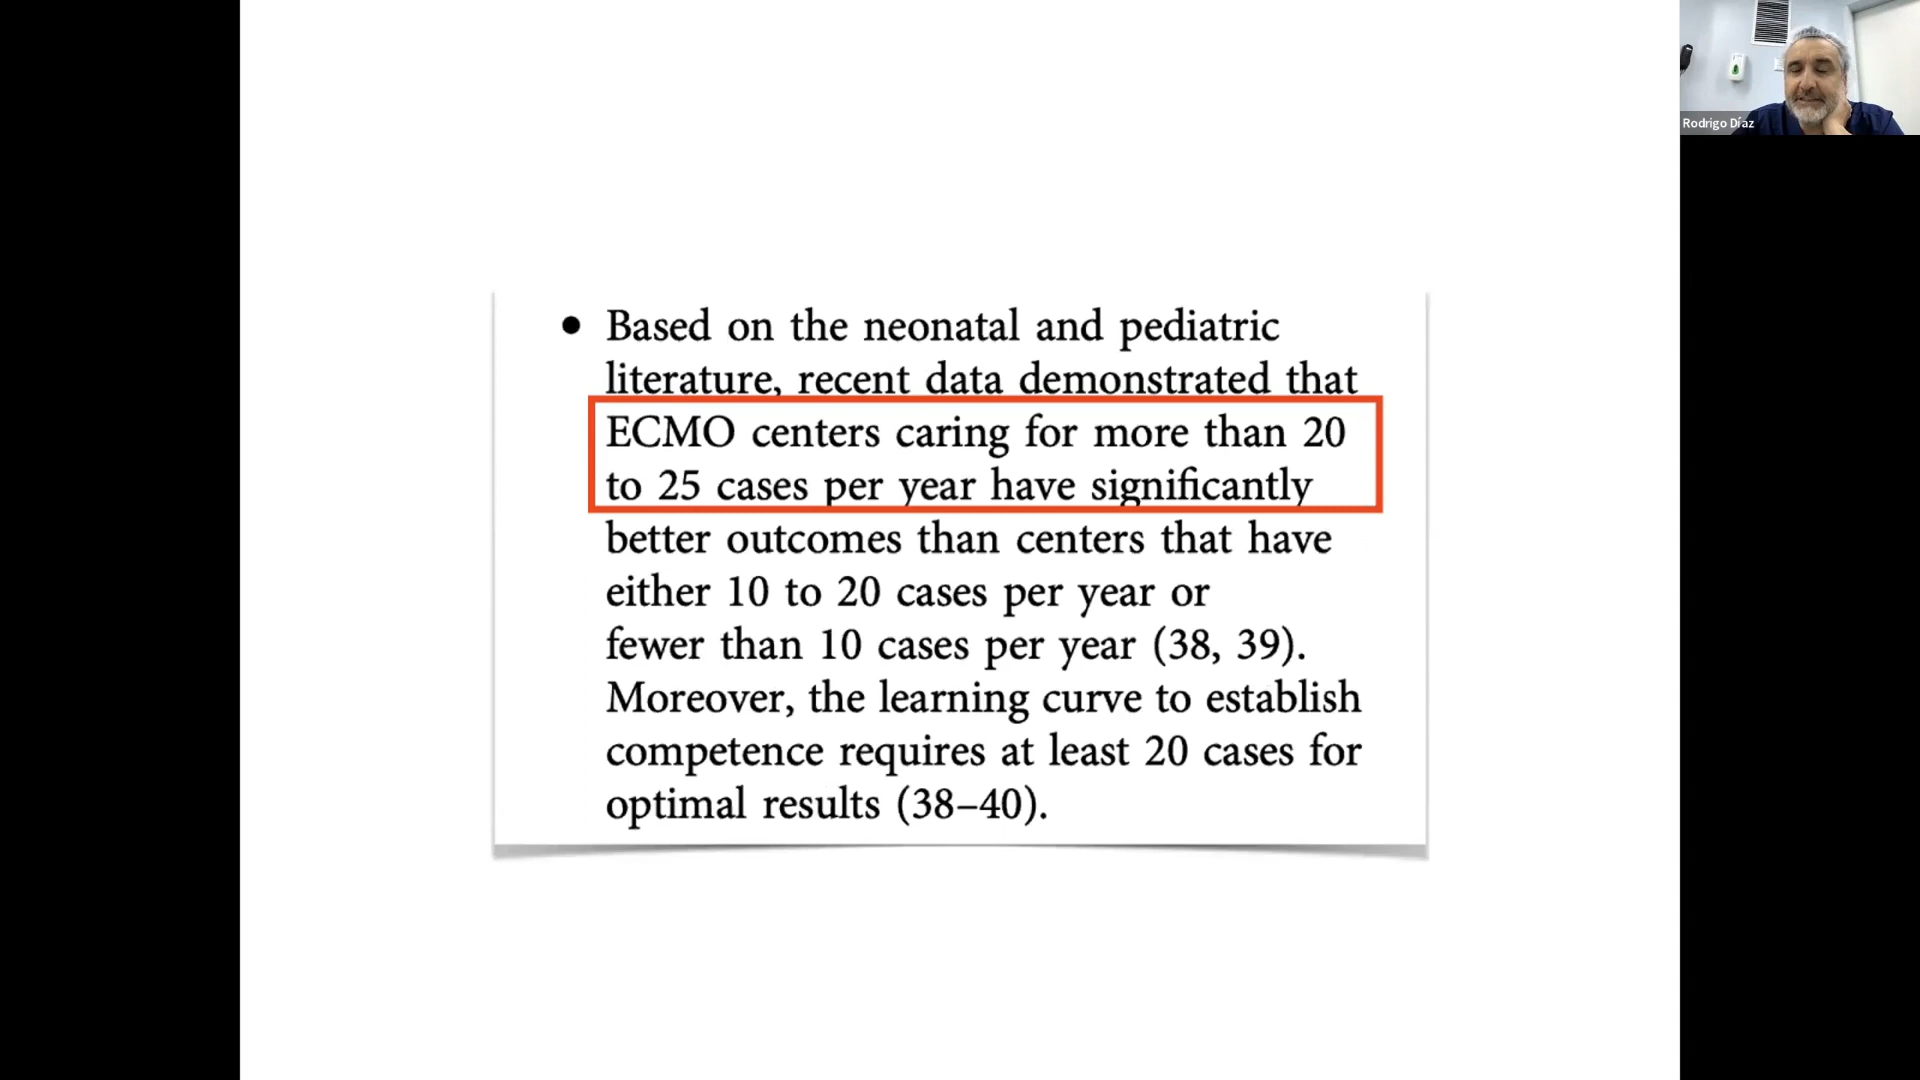 Rodrigo Díaz
• Based on the neonatal and pediatric
literature, recent data demonstrated that
ECMO centers caring for more than 20
to 25 cases per year have significantly
better outcomes than centers that have
either 10 to 20 cases per year or
fewer than 10 cases per year (38, 39).
Moreover, the learning curve to establish
competence requires at least 20 cases for
optimal results (38–40).